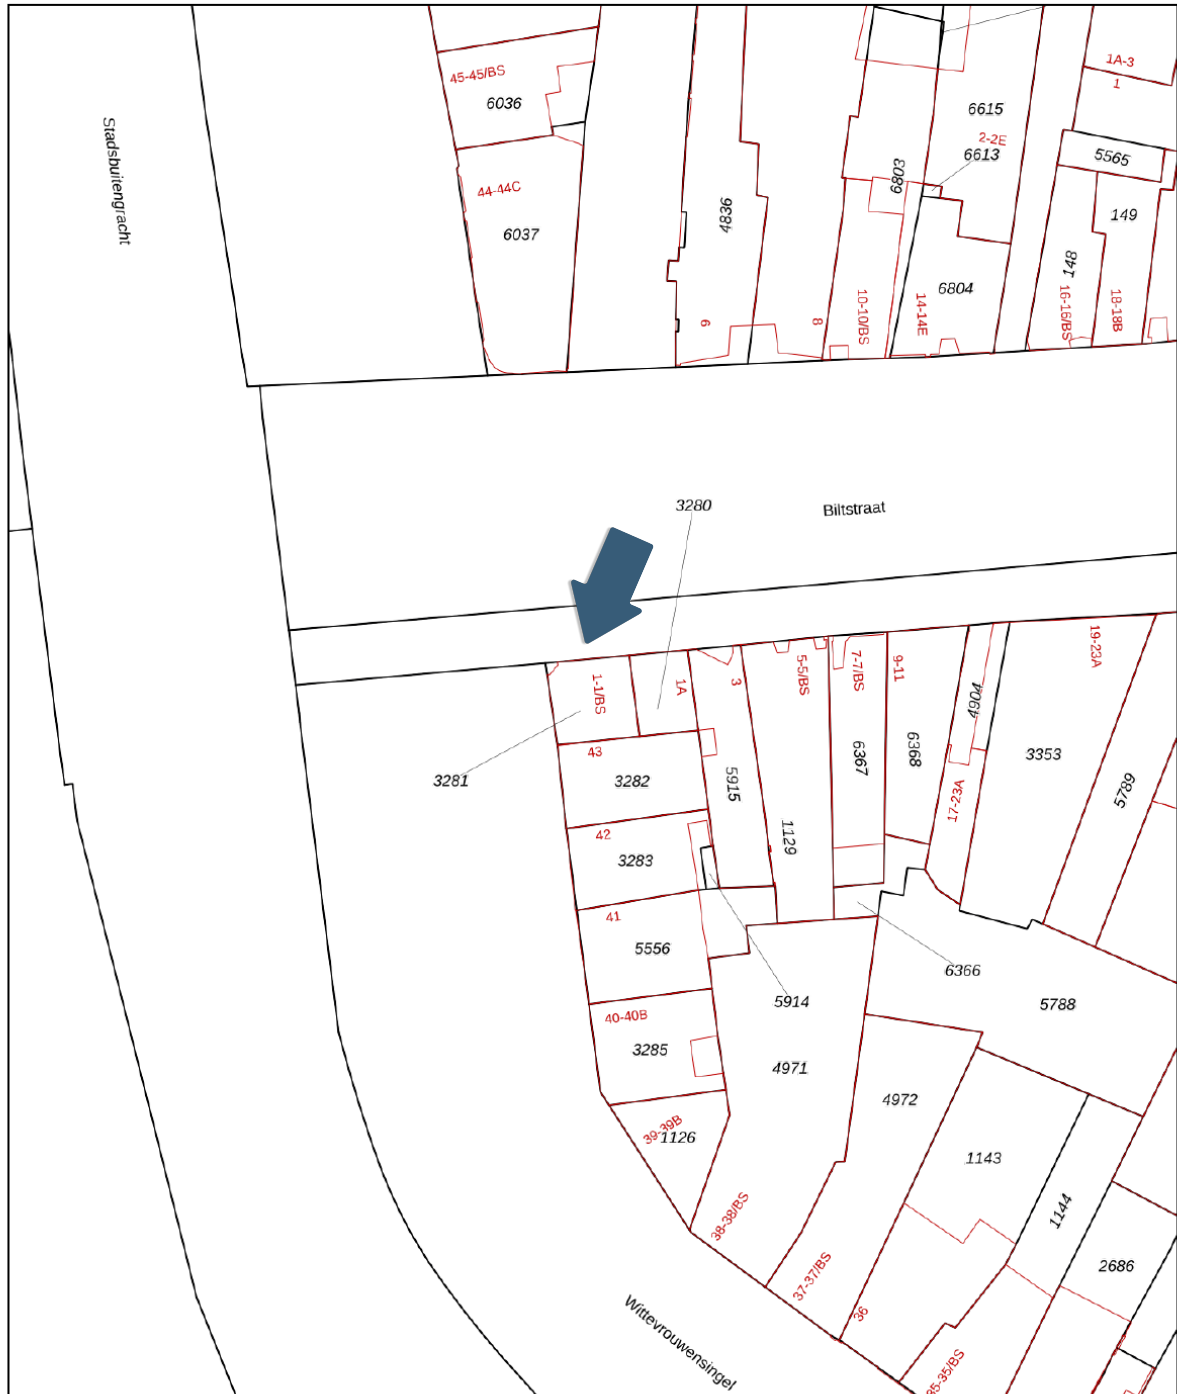 45-45/BS
6036
44-44C
6037
Stadsbuitengracht
4836
6
8
6803
10-10/BS
14-14E
6615
2-2E
6613
6804
1A-3
1
5565
149
148
16-16/BS
18-18B
3280
Biltstraat
1-1/BS
1A
3
5-5/BS
7-7/BS
9-11
19-23A
4904
3281
43
3282
5915
1129
6367
6368
17-23A
3353
5789
42
3283
41
5556
5914
6366
5788
40-40B
3285
4971
4972
39-39B
1126
1143
1144
38-38/BS
37-37/BS
36
2686
35-35/BS
Wittevrouwensingel